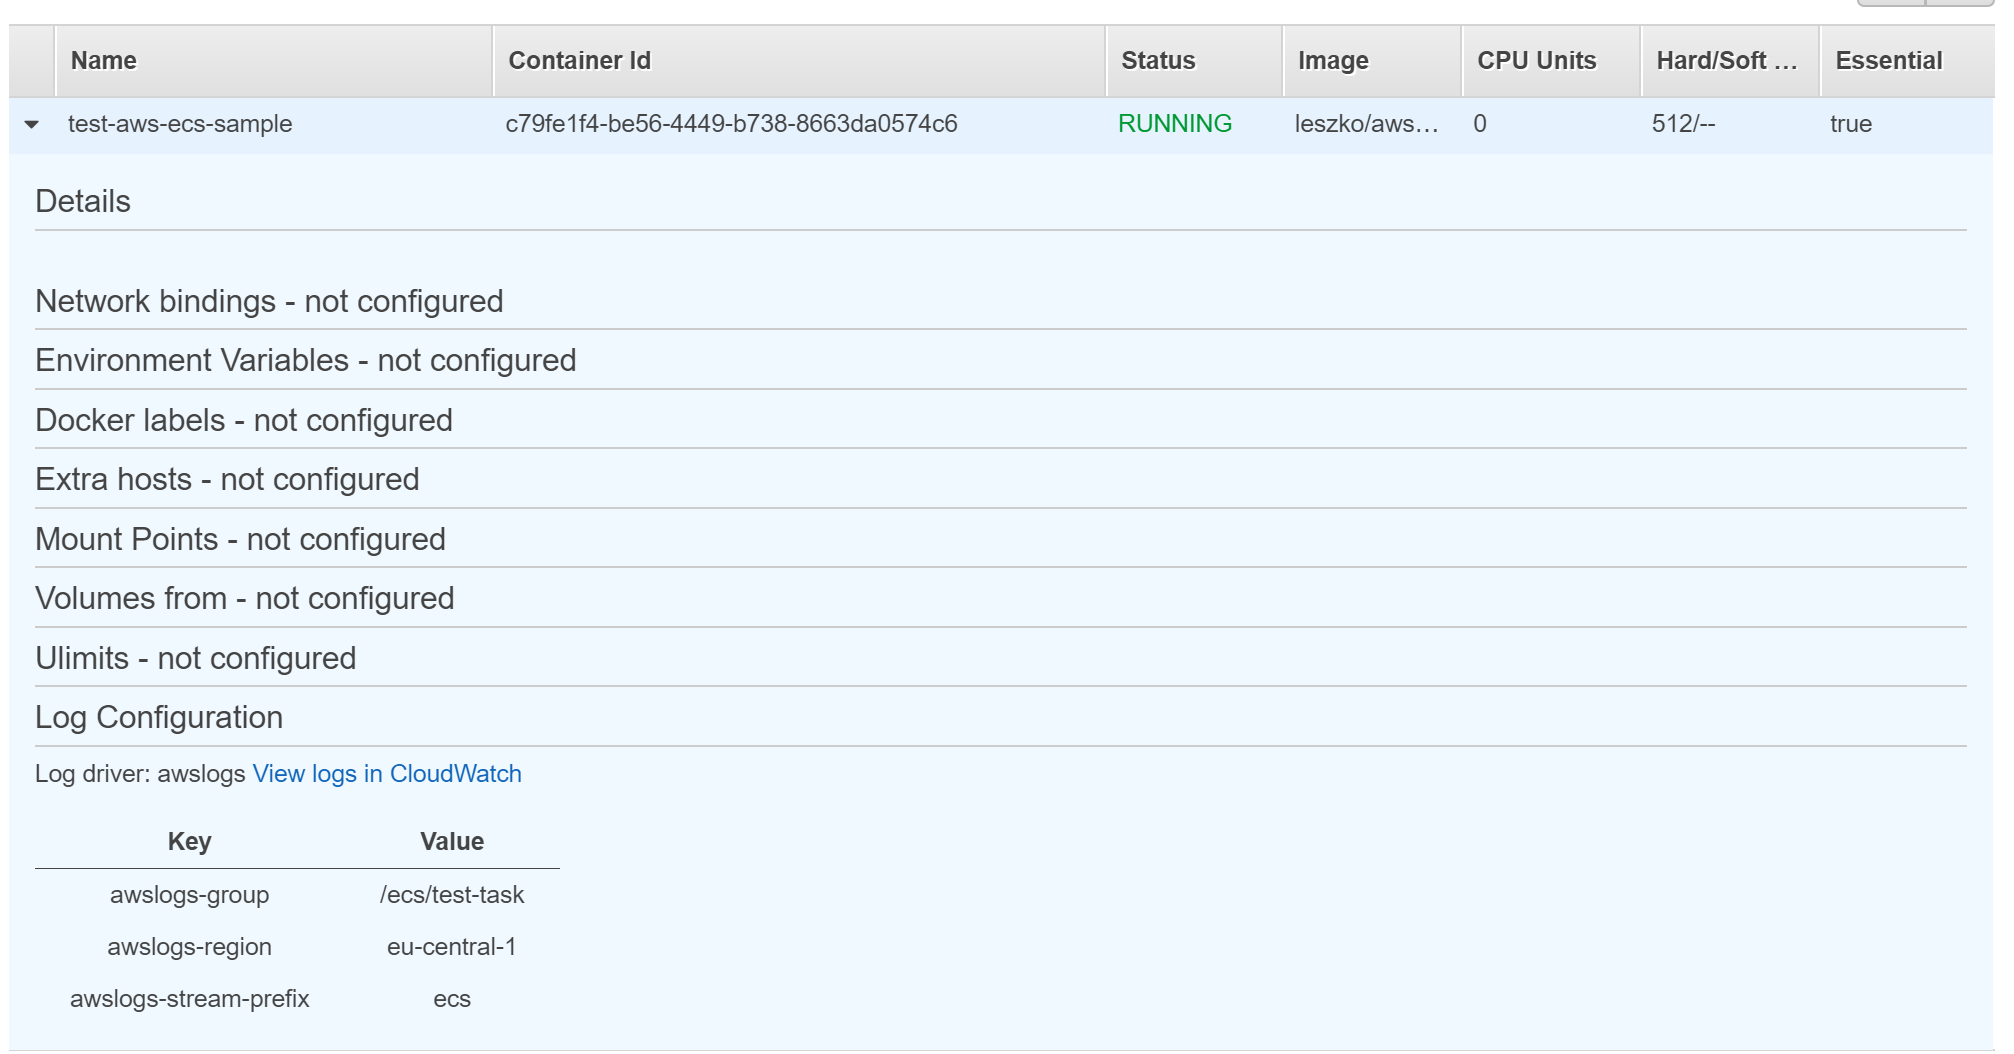 Name Container Id Status Image CPU Units Hard/Soft ... Essential
test-aws-ecs-sample c79fe1f4-be56-4449-b738-8663da0574c6 RUNNING leszko/aws... 0 512/-- true
Details
Network bindings - not configured
Environment Variables - not configured
Docker labels - not configured
Extra hosts - not configured
Mount Points - not configured
Volumes from - not configured
Ulimits - not configured
Log Configuration
Log driver: awslogs View logs in CloudWatch
Key Value
awslogs-group /ecs/test-task
awslogs-region eu-central-1
awslogs-stream-prefix ecs